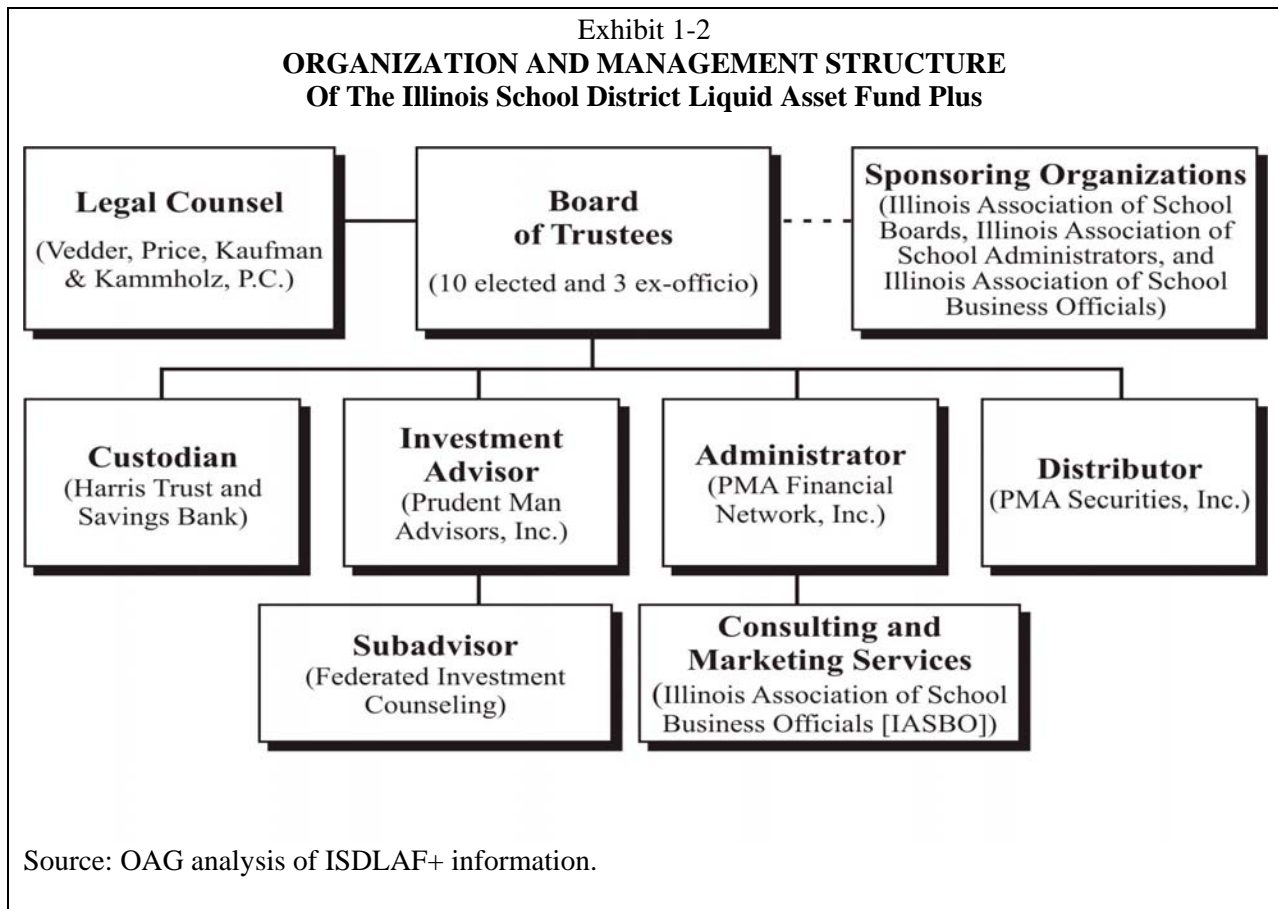 Exhibit 1-2
ORGANIZATION AND MANAGEMENT STRUCTURE
Of The Illinois School District Liquid Asset Fund Plus
Legal Counsel
(Vedder, Price, Kaufman
& Kammholz, P.C.)
Board
of Trustees
(10 elected and 3 ex-officio)
Sponsoring Organizations
(Illinois Association of School
Boards, Illinois Association of
School Administrators, and
Illinois Association of School
Business Officials)
Custodian
(Harris Trust and
Savings Bank)
Investment
Advisor
(Prudent Man
Advisors, Inc.)
Administrator
(PMA Financial
Network, Inc.)
Distributor
(PMA Securities, Inc.)
Subadvisor
(Federated Investment
Counseling)
Consulting and
Marketing Services
(Illinois Association of School
Business Officials [IASBO])
Source: OAG analysis of ISDLAF+ information.